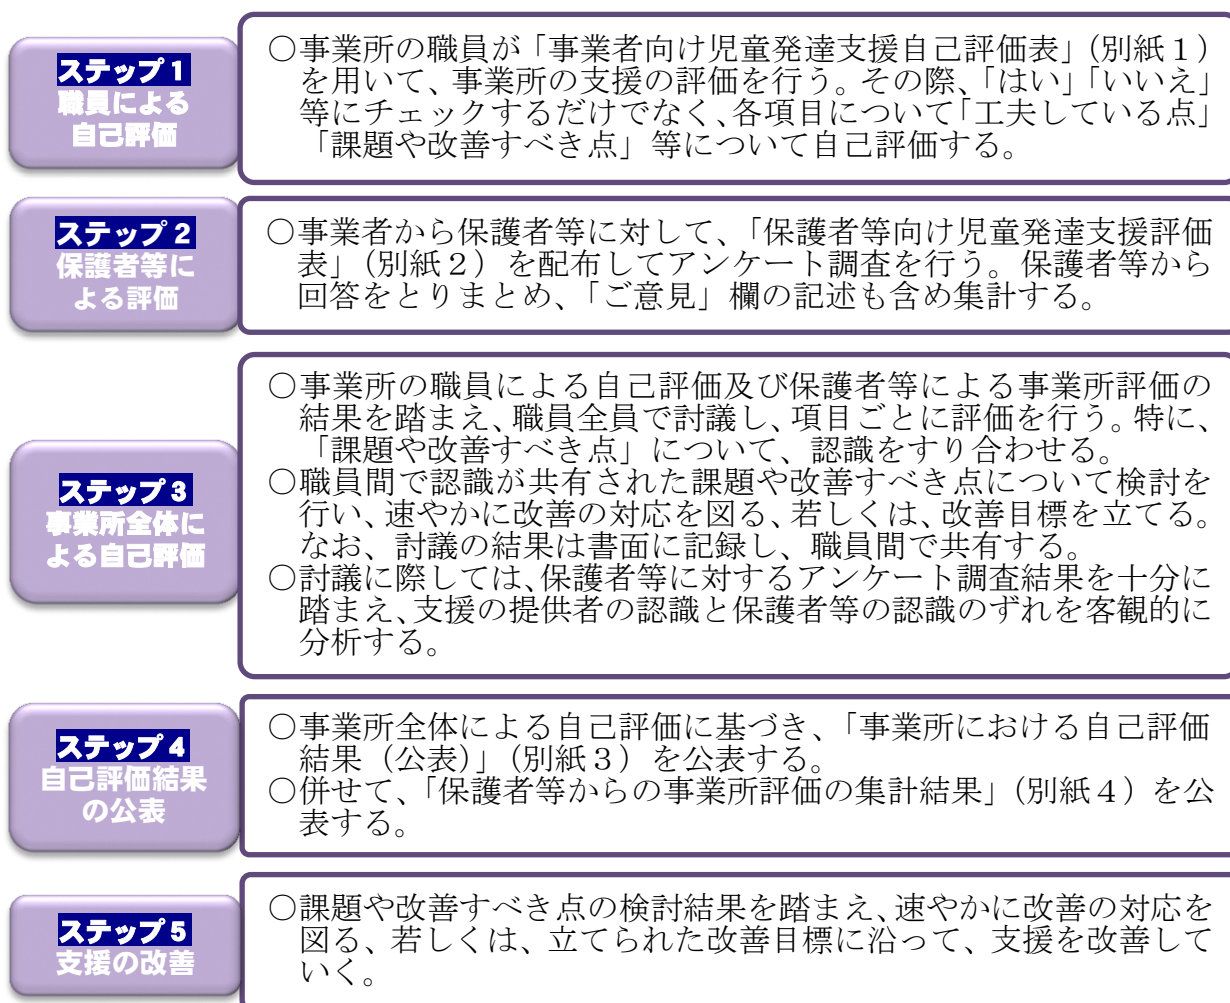 ステップ1
職員による
自己評価
○事業所の職員が「事業者向け児童発達支援自己評価表」(別紙1)
を用いて、事業所の支援の評価を行う。その際、「はい」「いいえ」
等にチェックするだけでなく、各項目について「工夫している点」
「課題や改善すべき点」等について自己評価する。
ステップ2
保護者等に
よる評価
○事業者から保護者等に対して、「保護者等向け児童発達支援評価
表」(別紙2)を配布してアンケート調査を行う。保護者等から
回答をとりまとめ、「ご意見」欄の記述も含め集計する。
ステップ3
事業所全体に
よる自己評価
○事業所の職員による自己評価及び保護者等による事業所評価の
結果を踏まえ、職員全員で討議し、項目ごとに評価を行う。特に、
「課題や改善すべき点」について、認識をすり合わせる。
○職員間で認識が共有された課題や改善すべき点について検討を
行い、速やかに改善の対応を図る、若しくは、改善目標を立てる。
なお、討議の結果は書面に記録し、職員間で共有する。
○討議に際しては、保護者等に対するアンケート調査結果を十分に
踏まえ、支援の提供者の認識と保護者等の認識のずれを客観的に
分析する。
ステップ4
自己評価結果
の公表
○事業所全体による自己評価に基づき、「事業所における自己評価
結果(公表)」(別紙3)を公表する。
○併せて、「保護者等からの事業所評価の集計結果」(別紙4)を公
表する。
ステップ5
支援の改善
○課題や改善すべき点の検討結果を踏まえ、速やかに改善の対応を
図る、若しくは、立てられた改善目標に沿って、支援を改善して
いく。